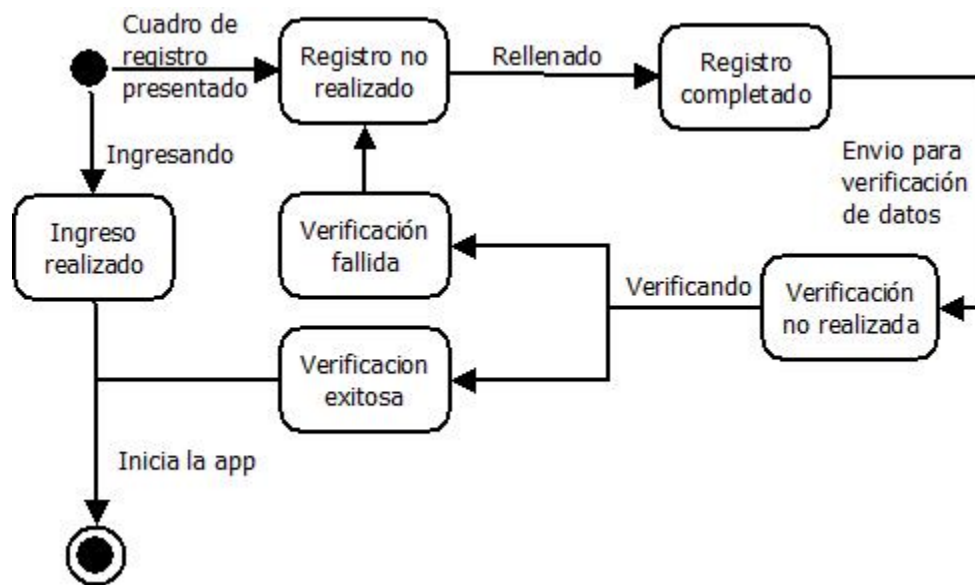 Cuadro de
registro
presentado
Registro no
realizado
Rellenado
Registro
completado
Envio para
verificación
de datos
Ingresando
Ingreso
realizado
Verificación
fallida
Verificando
Verificación
no realizada
Verificacion
exitosa
Inicia la app